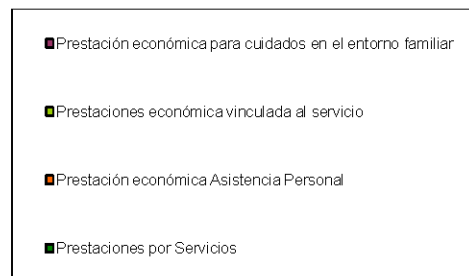 Prestación económica para cuidados en el entorno familiar
Prestaciones económica vinculada al servicio
Prestación económica Asistencia Personal
Prestaciones por Servicios